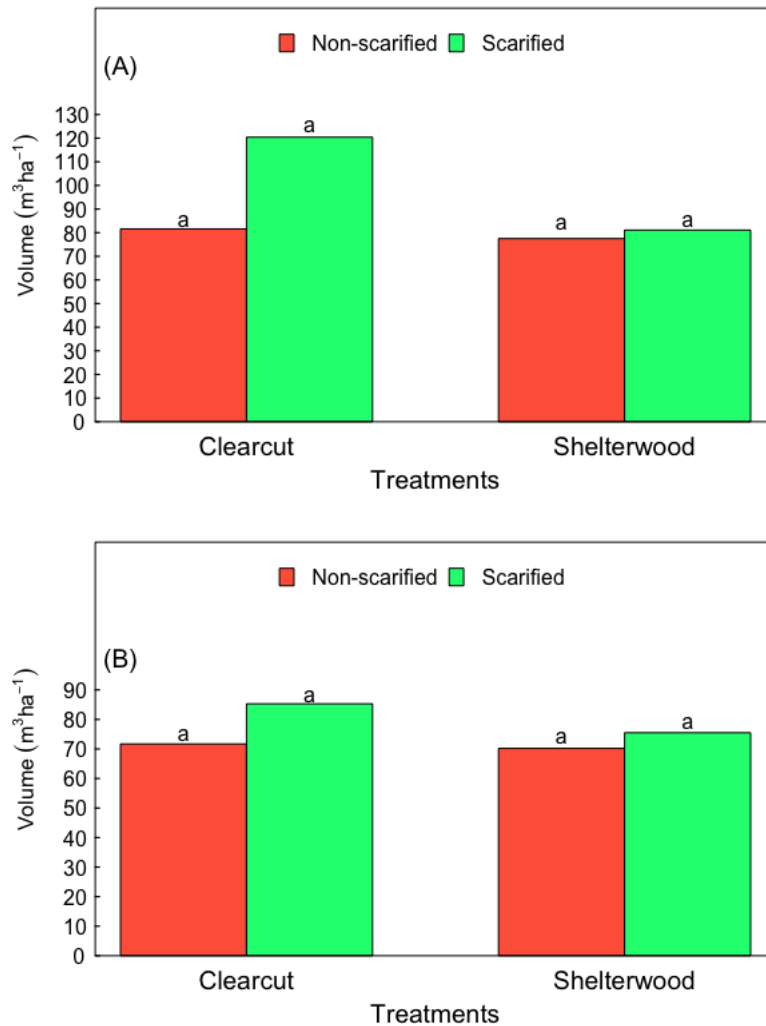 Non-scarified Scarified
(A)
Volume (m³ha⁻¹)
130
120
110
100
90
80
70
60
50
40
30
20
10
0
a
a
a
a
Clearcut Shelterwood
Treatments
Non-scarified Scarified
(B)
Volume (m³ha⁻¹)
90
80
70
60
50
40
30
20
10
0
a
a
a
a
Clearcut Shelterwood
Treatments